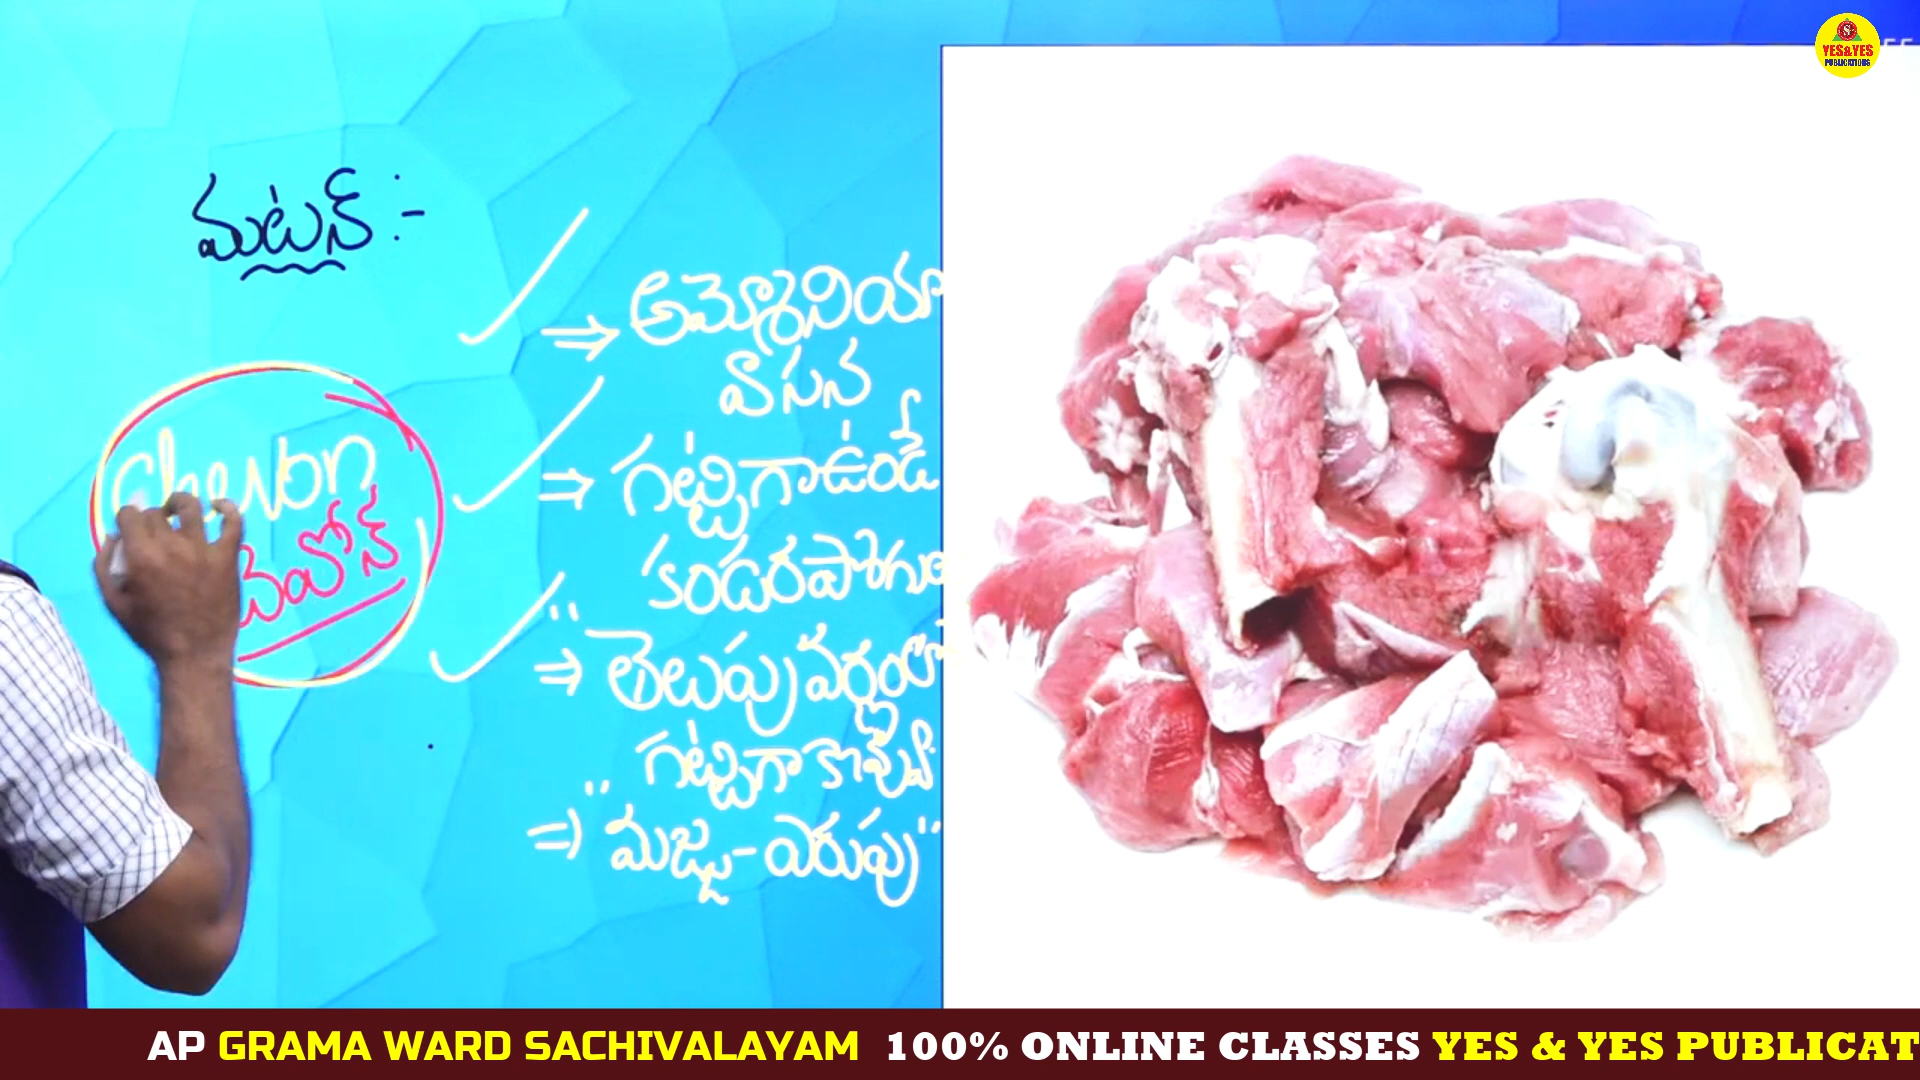 మటన్ :-
⇒ అమ్మోనియా
వాసన
⇒ గట్టిగా ఉండే
కండరపోగు
⇒ తెలుపు వర్ణంలో
గట్టిగా కొవ్వు
⇒ "మజ్జ - ఎరుపు"
chevon
చెవోన్
YES&YES
PUBLICATIONS
AP GRAMA WARD SACHIVALAYAM 100% ONLINE CLASSES YES & YES PUBLICAT